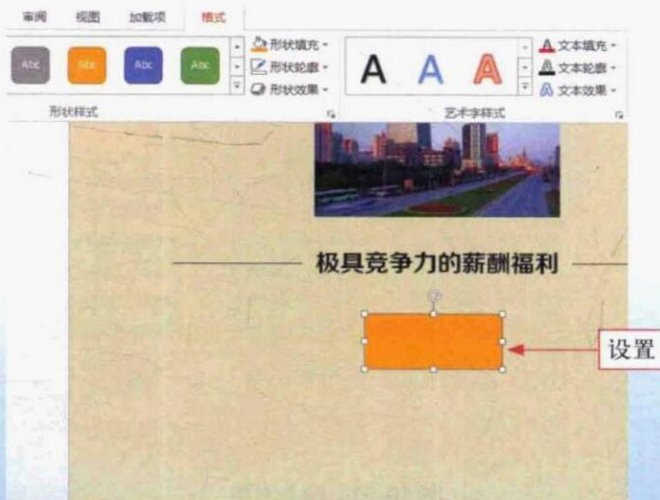 审阅 视图 加载项 格式
Abc Abc Abc Abc
形状填充
形状轮廓
形状效果
A A A
A 文本填充
A 文本轮廓
A 文本效果
形状样式
艺术字样式
极具竞争力的薪酬福利
设置